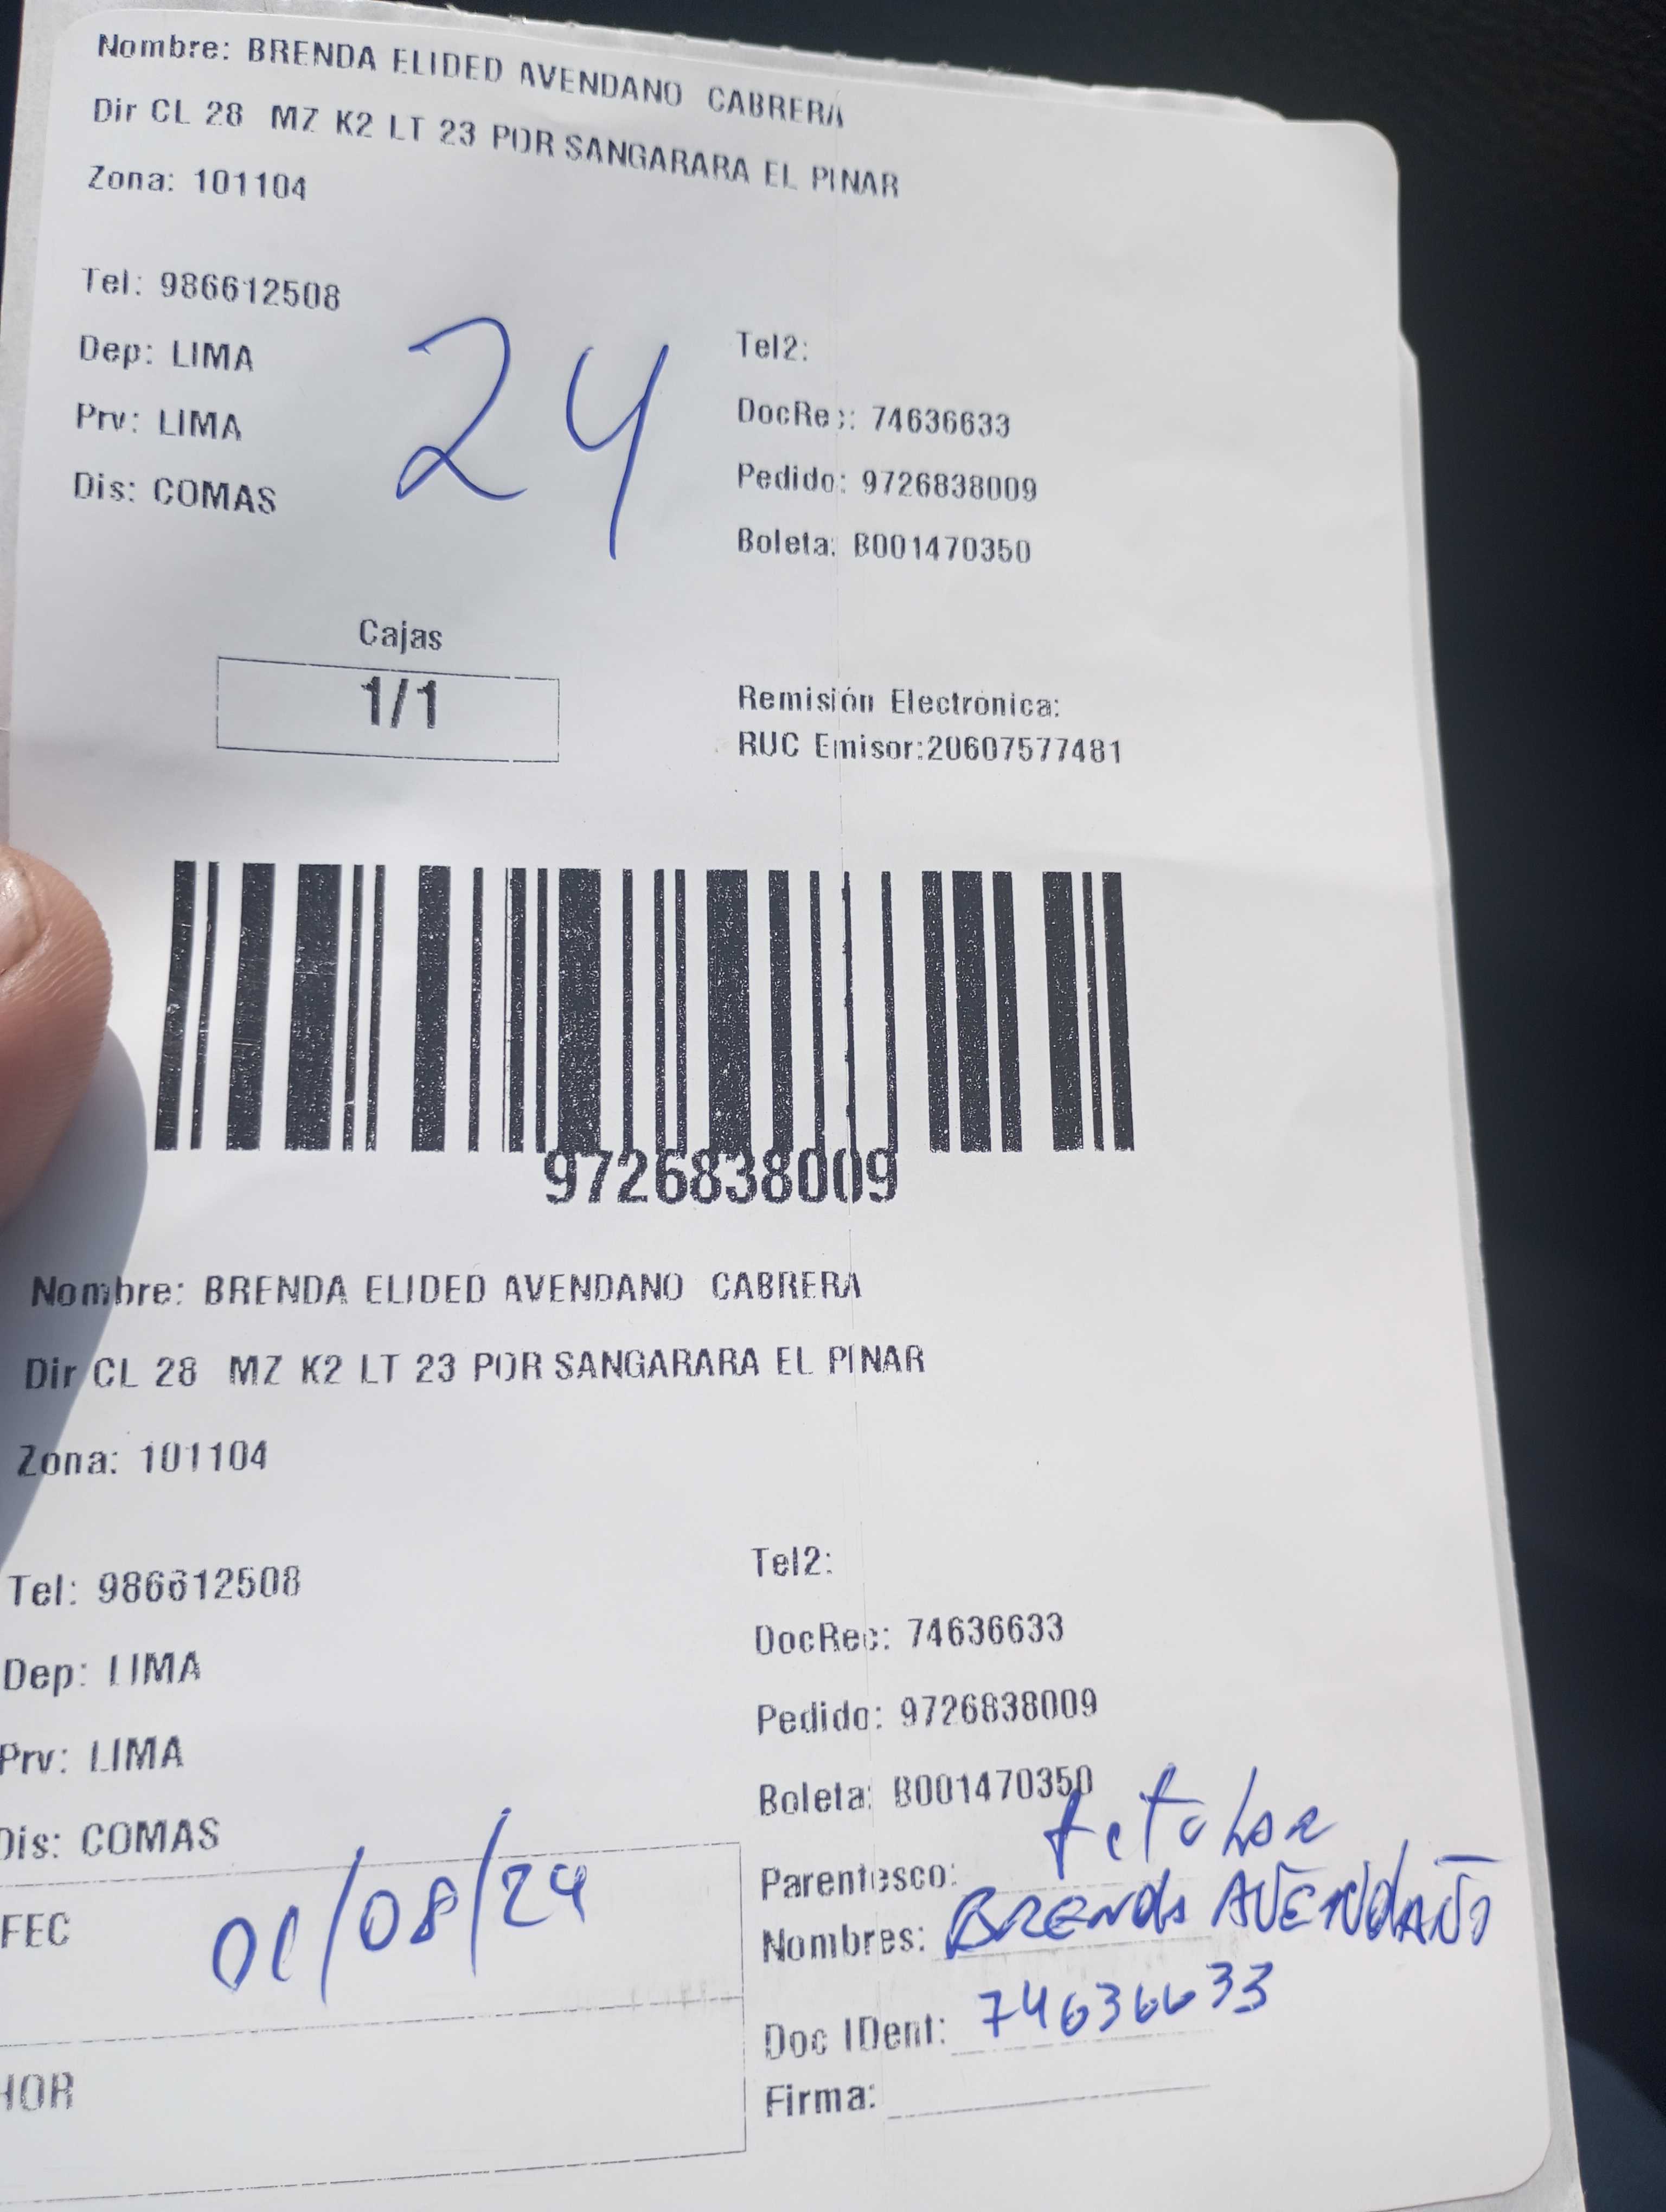 Nombre: BRENDA ELIDED AVENDANO CABRERA
Dir CL 28 MZ K2 LT 23 POR SANGARARA EL PINAR
Zona: 101104
Tel: 986612508
Tel2:
Dep: LIMA
24
DocRec: 74636633
Prv: LIMA
Pedido: 9726838009
Dis: COMAS
Boleta: B001470350
Cajas
1/1
Remisión Electrónica:
RUC Emisor:20607577481
9726838009
Nombre: BRENDA ELIDED AVENDANO CABRERA
Dir CL 28 MZ K2 LT 23 POR SANGARARA EL PINAR
Zona: 101104
Tel: 986612508
Tel2:
Dep: LIMA
DocRec: 74636633
Prv: LIMA
Pedido: 9726838009
Dis: COMAS
Boleta: B001470350
FEC 01/08/24
Parentesco: titular
Nombres: BRENDA AVENDAÑO
Doc IDent: 74636633
HOR
Firma: